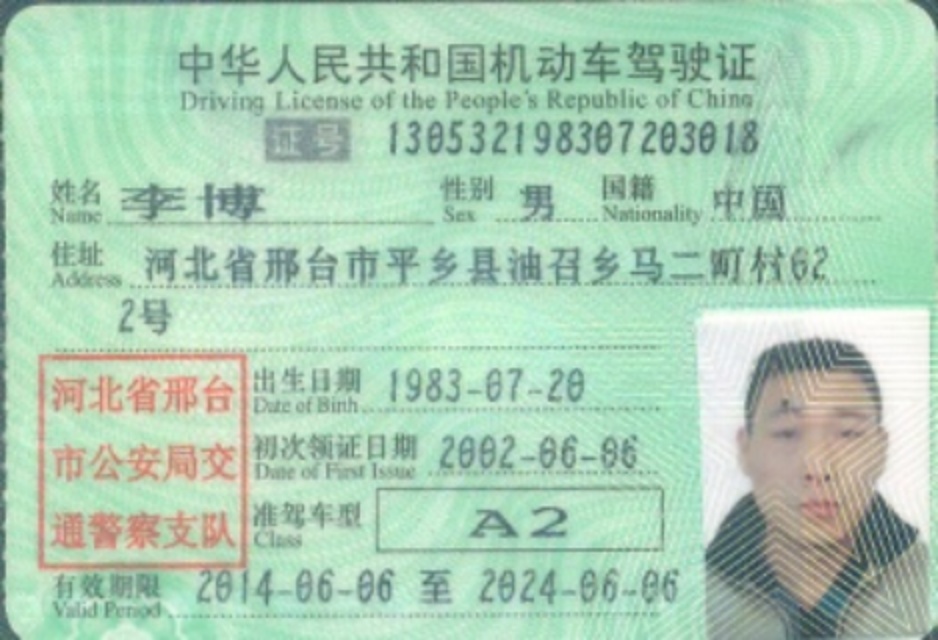 中华人民共和国机动车驾驶证
Driving License of the People's Republic of China
证号 130532198307203018
姓名 Name 李博 性别 Sex 男 国籍 Nationality 中国
住址 Address 河北省邢台市平乡县油召乡马二町村62
2号
河北省邢台
市公安局交
通警察支队
出生日期 Date of Birth 1983-07-20
初次领证日期 Date of First Issue 2002-06-06
准驾车型 Class A2
有效期限 Valid Period 2014-06-06 至 2024-06-06